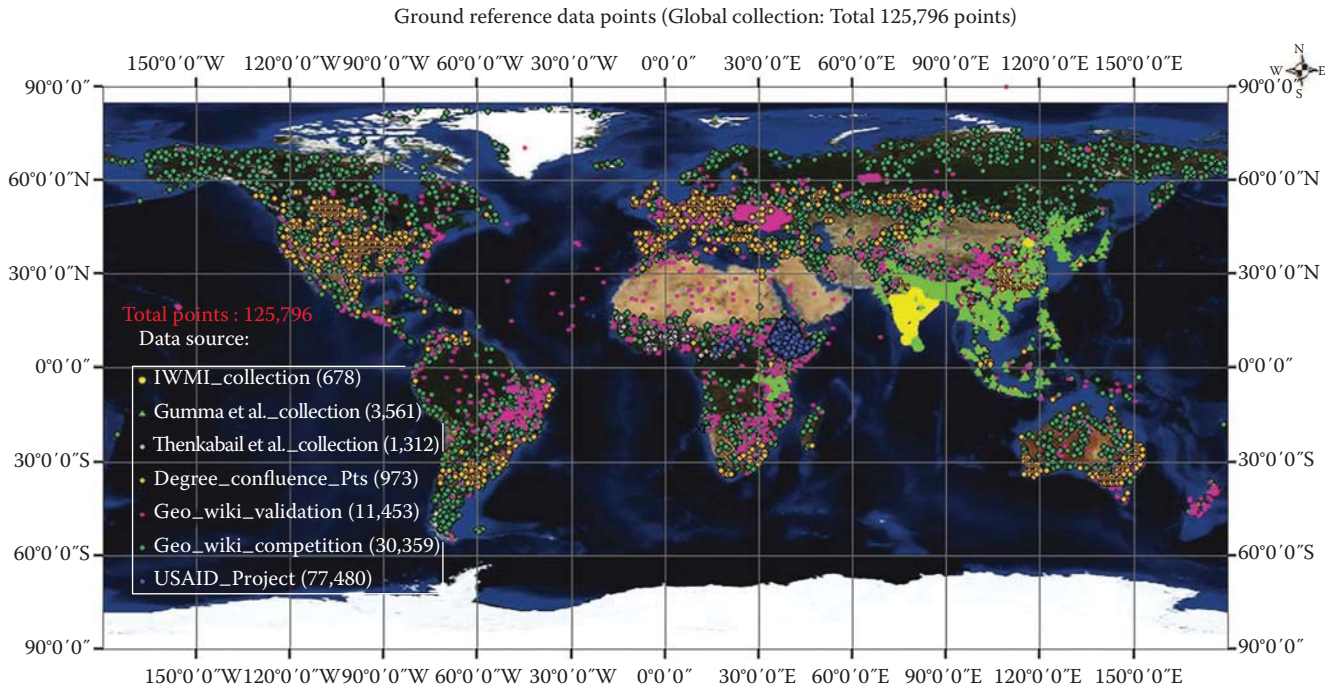 Ground reference data points (Global collection: Total 125,796 points)
150°0′0″W 120°0′0″W 90°0′0″W 60°0′0″W 30°0′0″W 0°0′0″ 30°0′0″E 60°0′0″E 90°0′0″E 120°0′0″E 150°0′0″E
N
W E
S
90°0′0″ 90°0′0″
60°0′0″N 60°0′0″N
30°0′0″N 30°0′0″N
Total points : 125,796
Data source:
0°0′0″ 0°0′0″
IWMI_collection (678)
Gumma et al._collection (3,561)
Thenkabail et al._collection (1,312)
30°0′0″S 30°0′0″S
Degree_confluence_Pts (973)
Geo_wiki_validation (11,453)
Geo_wiki_competition (30,359)
60°0′0″S 60°0′0″S
USAID_Project (77,480)
90°0′0″ 90°0′0″
150°0′0″W 120°0′0″W 90°0′0″W 60°0′0″W 30°0′0″W 0°0′0″ 30°0′0″E 60°0′0″E 90°0′0″E 120°0′0″E 150°0′0″E